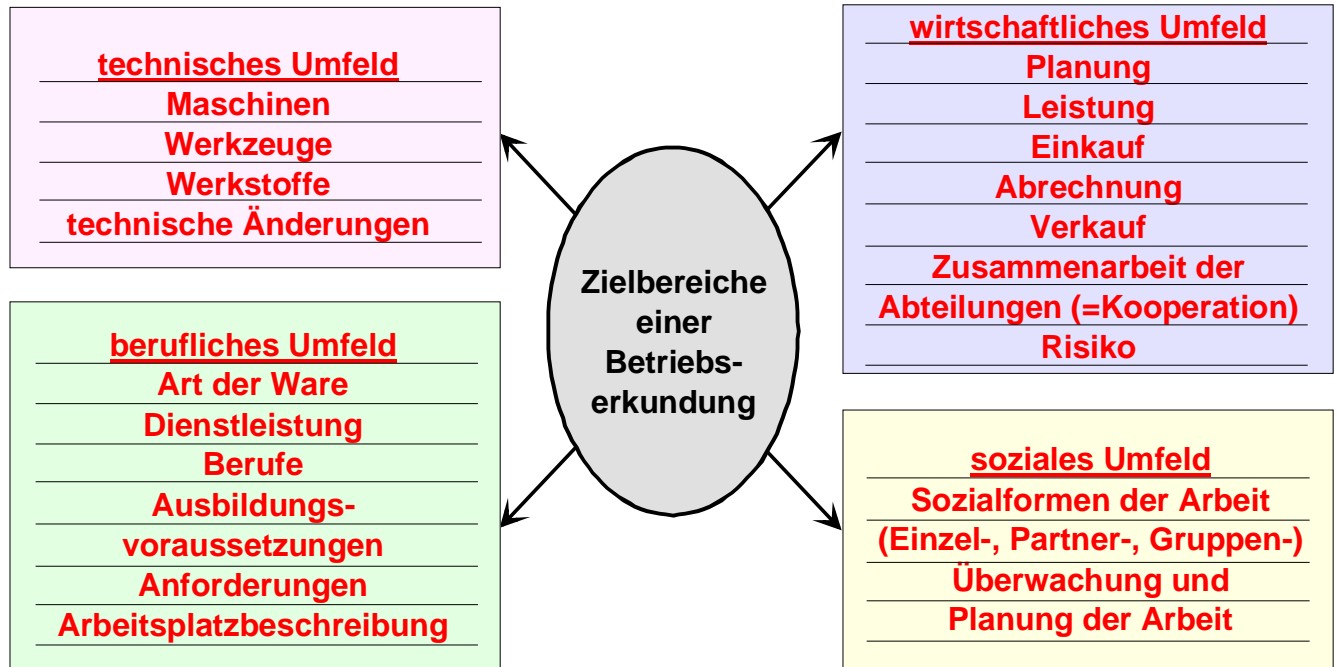 technisches Umfeld
Maschinen
Werkzeuge
Werkstoffe
technische Änderungen
wirtschaftliches Umfeld
Planung
Leistung
Einkauf
Abrechnung
Verkauf
Zusammenarbeit der
Abteilungen (=Kooperation)
Risiko
Zielbereiche
einer
Betriebs-
erkundung
berufliches Umfeld
Art der Ware
Dienstleistung
Berufe
Ausbildungs-
voraussetzungen
Anforderungen
Arbeitsplatzbeschreibung
soziales Umfeld
Sozialformen der Arbeit
(Einzel-, Partner-, Gruppen-)
Überwachung und
Planung der Arbeit